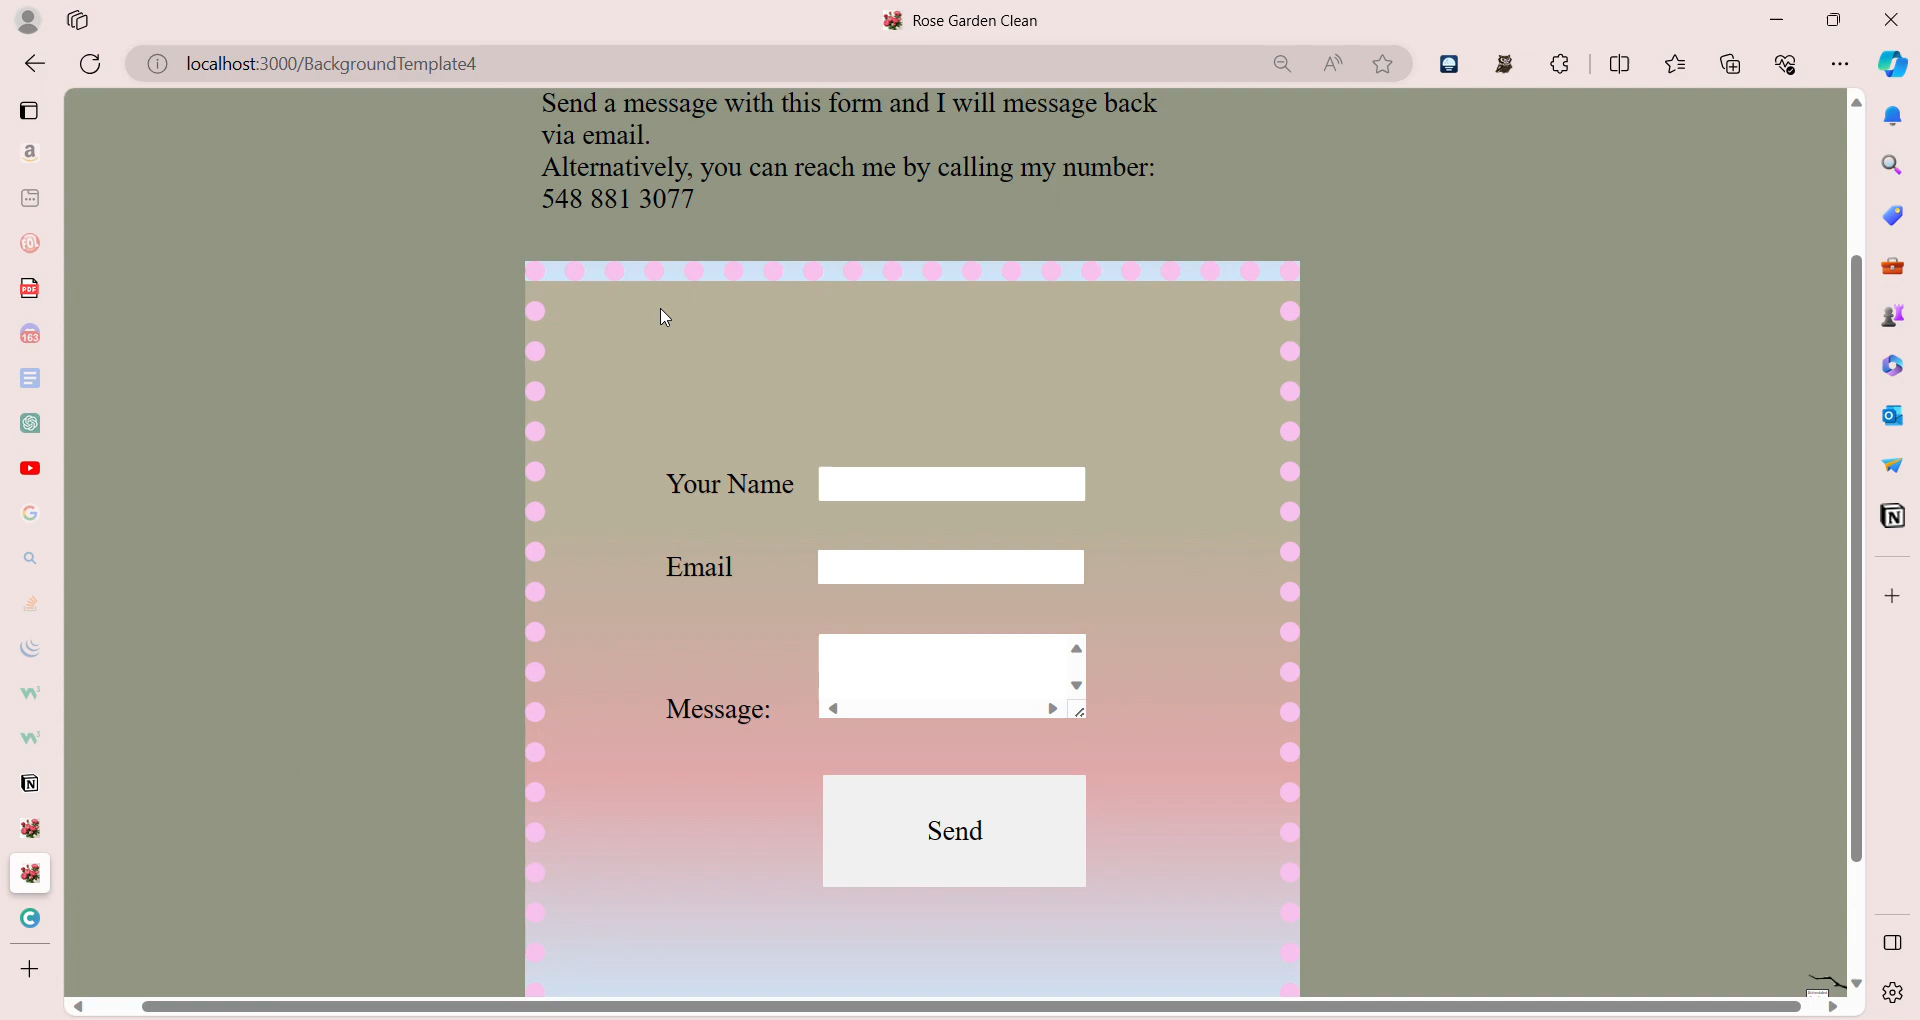 Rose Garden Clean
localhost:3000/BackgroundTemplate4
Send a message with this form and I will message back
via email.
Alternatively, you can reach me by calling my number:
548 881 3077
Your Name
Email
Message:
Send